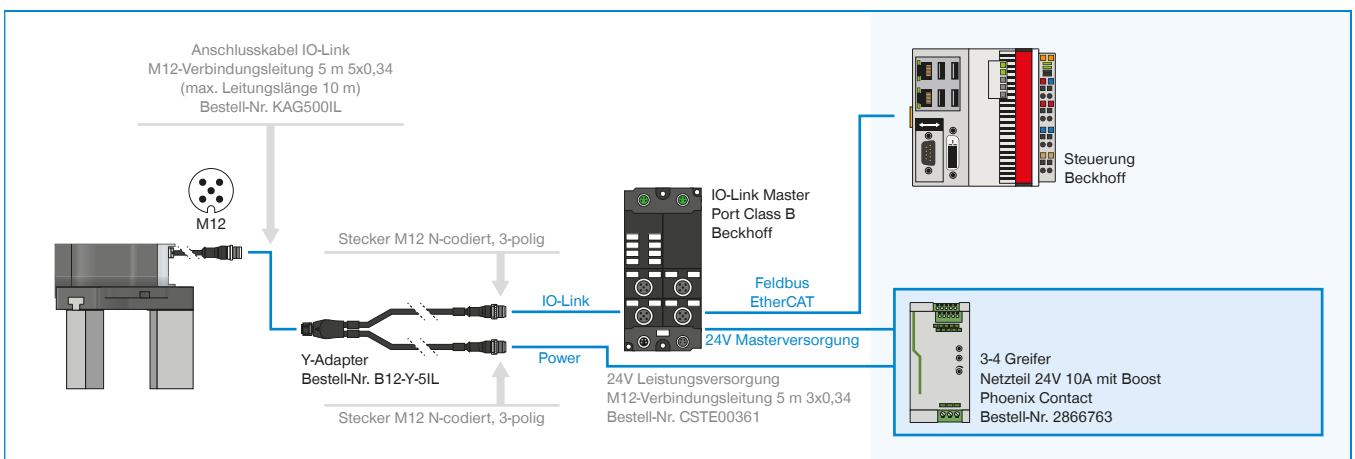 Anschlusskabel IO-Link
M12-Verbindungsleitung 5 m 5x0,34
(max. Leitungslänge 10 m)
Bestell-Nr. KAG500IL
M12
Stecker M12 N-codiert, 3-polig
Y-Adapter
Bestell-Nr. B12-Y-5IL
Stecker M12 N-codiert, 3-polig
IO-Link
Power
IO-Link Master
Port Class B
Beckhoff
Feldbus
EtherCAT
24V Masterversorgung
24V Leistungsversorgung
M12-Verbindungsleitung 5 m 3x0,34
Bestell-Nr. CSTE00361
Steuerung
Beckhoff
3-4 Greifer
Netzteil 24V 10A mit Boost
Phoenix Contact
Bestell-Nr. 2866763